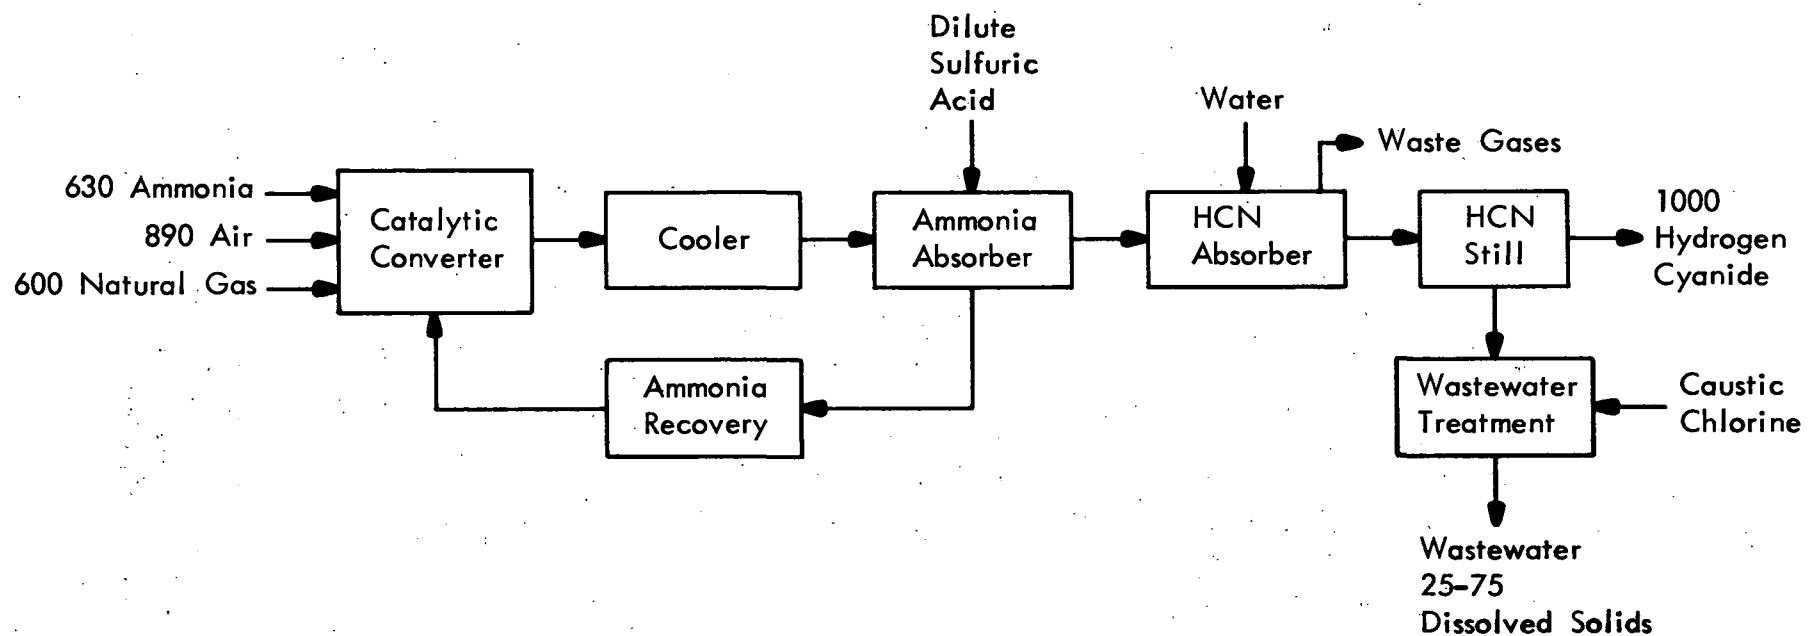 Dilute
Sulfuric
Acid
Water
Waste Gases
630 Ammonia
890 Air
600 Natural Gas
Catalytic
Converter
Cooler
Ammonia
Absorber
HCN
Absorber
HCN
Still
1000
Hydrogen
Cyanide
Ammonia
Recovery
Wastewater
Treatment
Caustic
Chlorine
Wastewater
25-75
Dissolved Solids